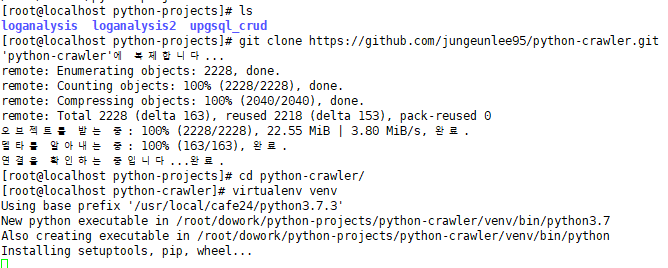 [root@localhost python-projects]# ls
loganalysis loganalysis2 upgsql_crud
[root@localhost python-projects]# git clone https://github.com/jungeunlee95/python-crawler.git
'python-crawler'에 복제합니다...
remote: Enumerating objects: 2228, done.
remote: Counting objects: 100% (2228/2228), done.
remote: Compressing objects: 100% (2040/2040), done.
remote: Total 2228 (delta 163), reused 2218 (delta 153), pack-reused 0
오브젝트를 받는 중: 100% (2228/2228), 22.55 MiB | 3.80 MiB/s, 완료.
델타를 알아내는 중: 100% (163/163), 완료.
연결을 확인하는 중입니다...완료.
[root@localhost python-projects]# cd python-crawler/
[root@localhost python-crawler]# virtualenv venv
Using base prefix '/usr/local/cafe24/python3.7.3'
New python executable in /root/dowork/python-projects/python-crawler/venv/bin/python3.7
Also creating executable in /root/dowork/python-projects/python-crawler/venv/bin/python
Installing setuptools, pip, wheel...